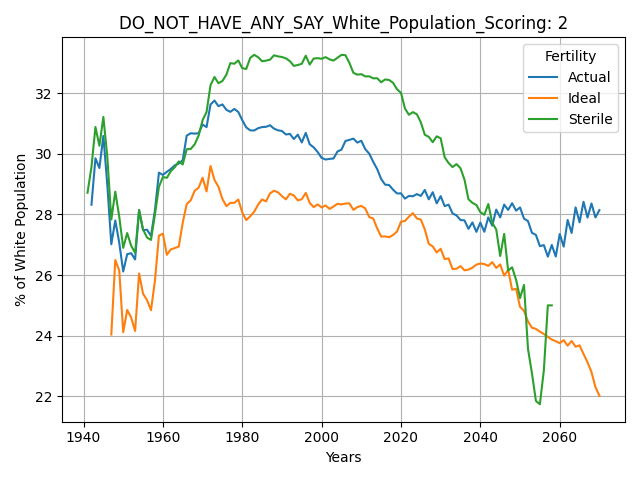 DO_NOT_HAVE_ANY_SAY_White_Population_Scoring: 2
Fertility
Actual
Ideal
Sterile
% of White Population
32
30
28
26
24
22
1940
1960
1980
2000
2020
2040
2060
Years